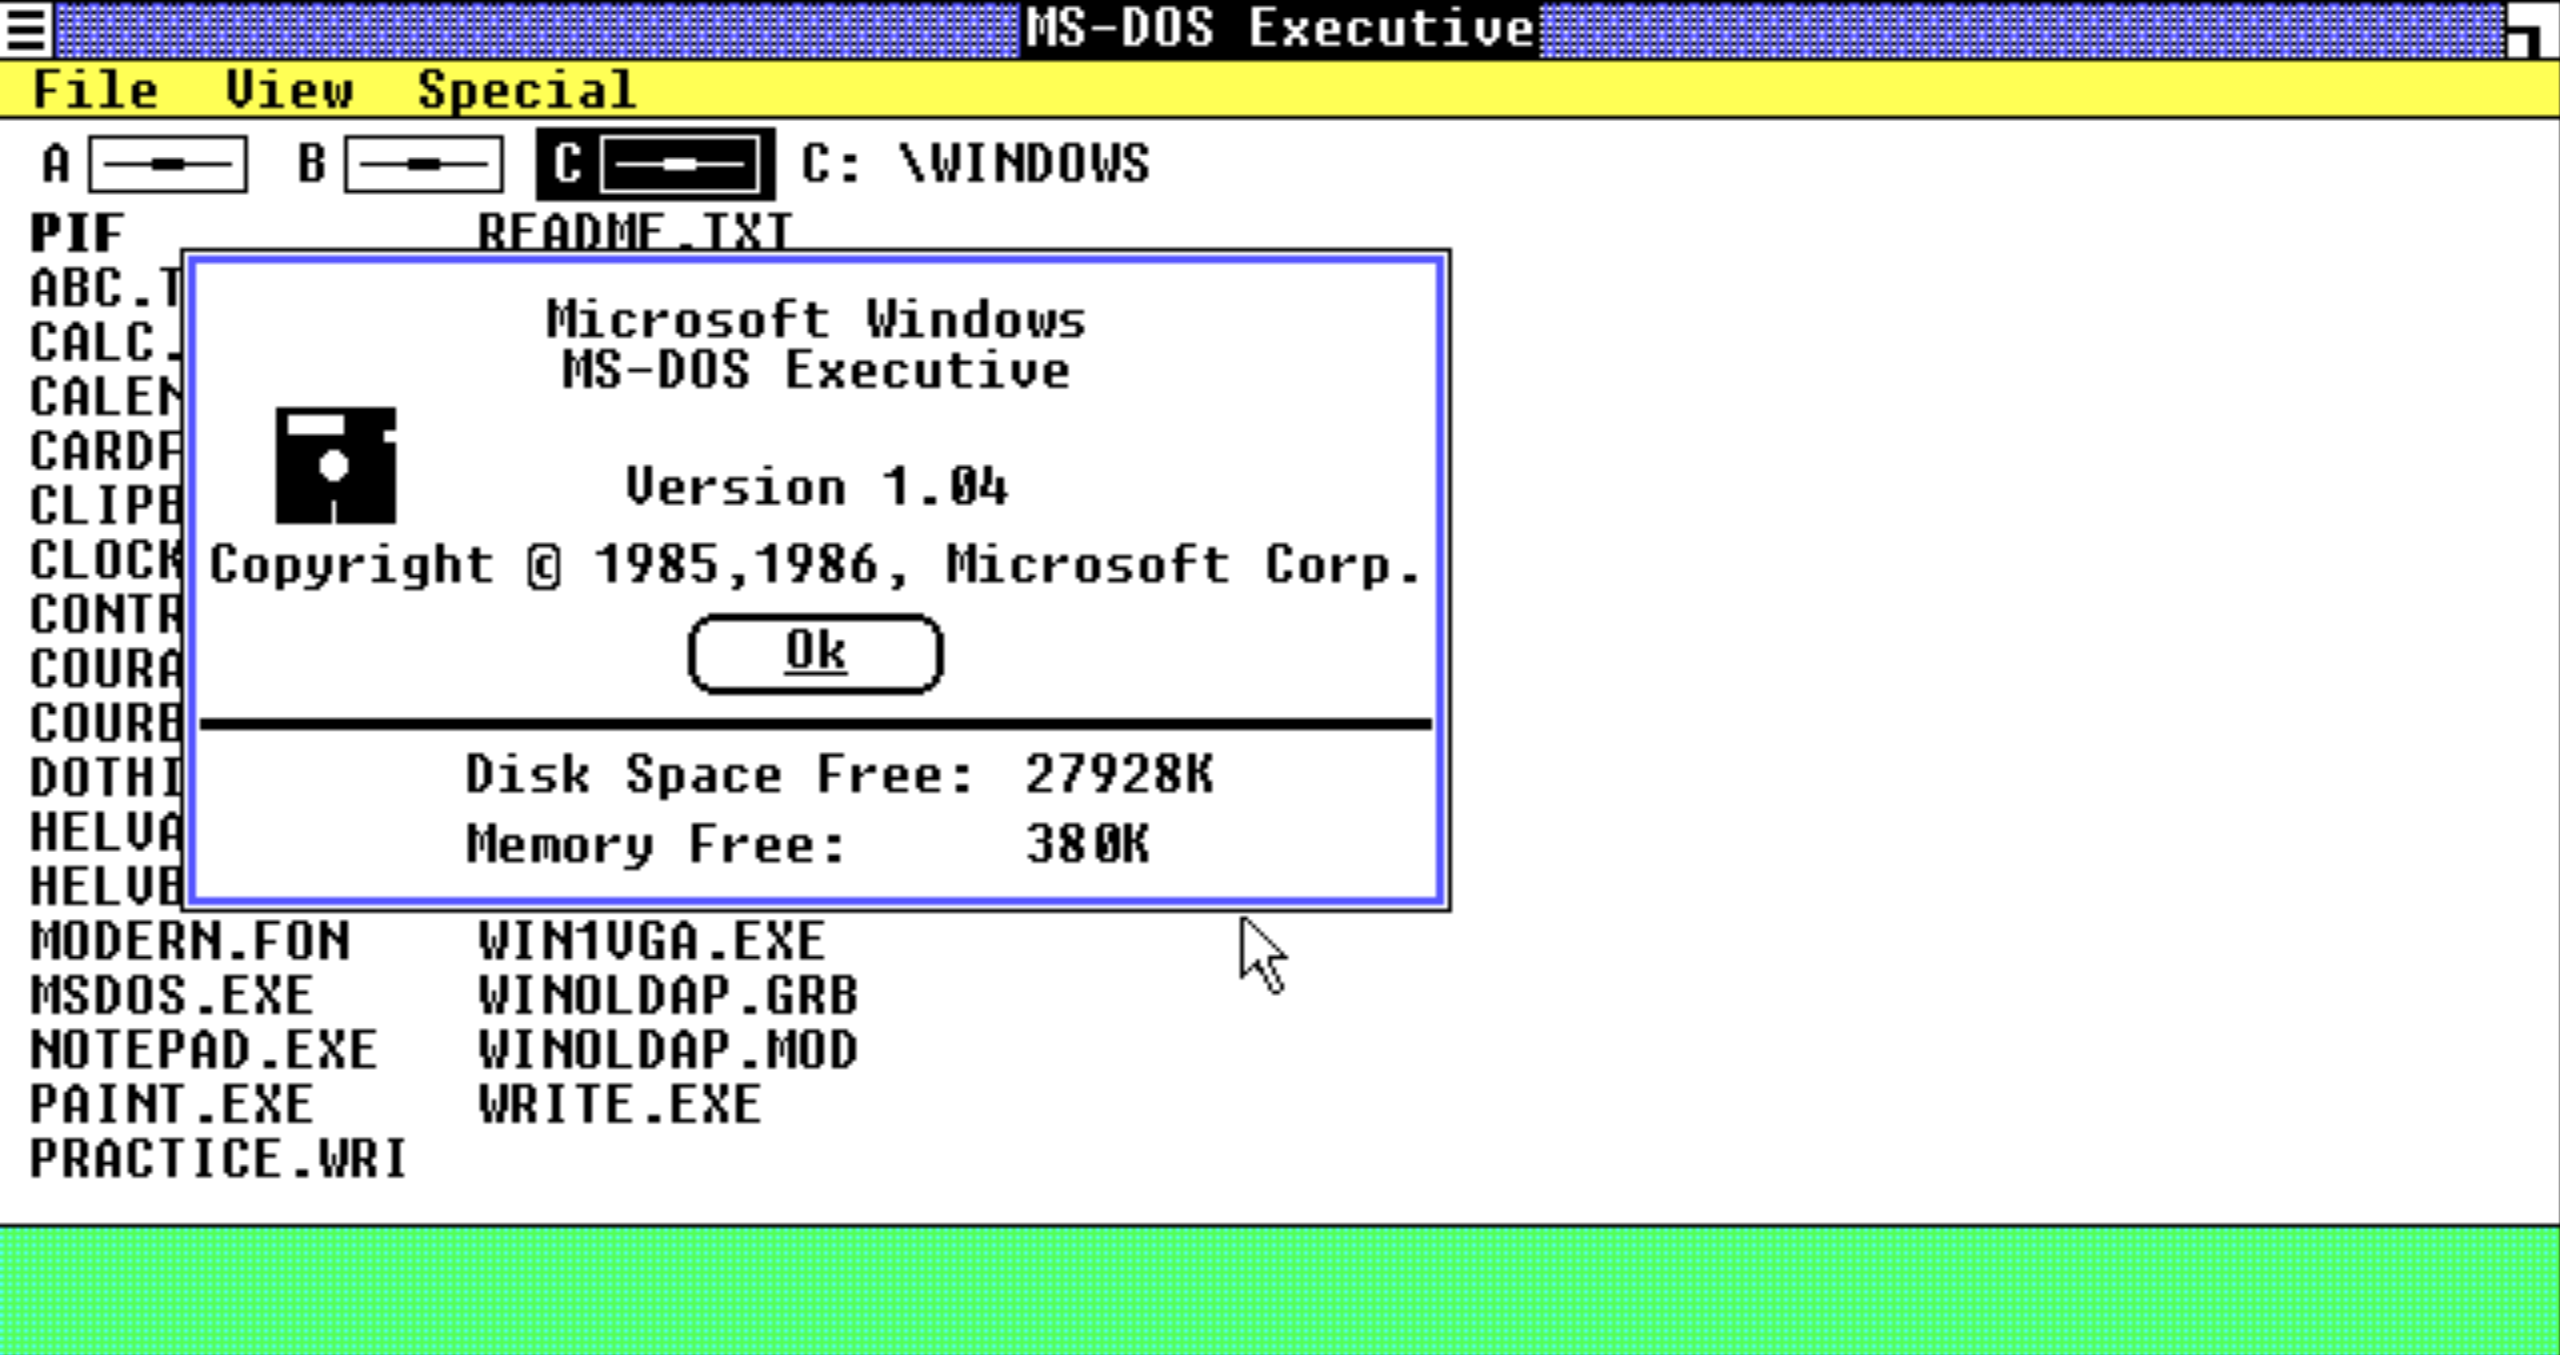 MS-DOS Executive
File View Special
A B C C: \WINDOWS
PIF README.TXT
ABC.T
CALC.
CALEN
CARDF
CLIPB
CLOCK
CONTR
COURA
COURB
DOTHI
HELVA
HELVB
Microsoft Windows
MS-DOS Executive
Version 1.04
Copyright © 1985,1986, Microsoft Corp.
Ok
Disk Space Free: 27928K
Memory Free: 380K
MODERN.FON WIN1VGA.EXE
MSDOS.EXE WINOLDAP.GRB
NOTEPAD.EXE WINOLDAP.MOD
PAINT.EXE WRITE.EXE
PRACTICE.WRI